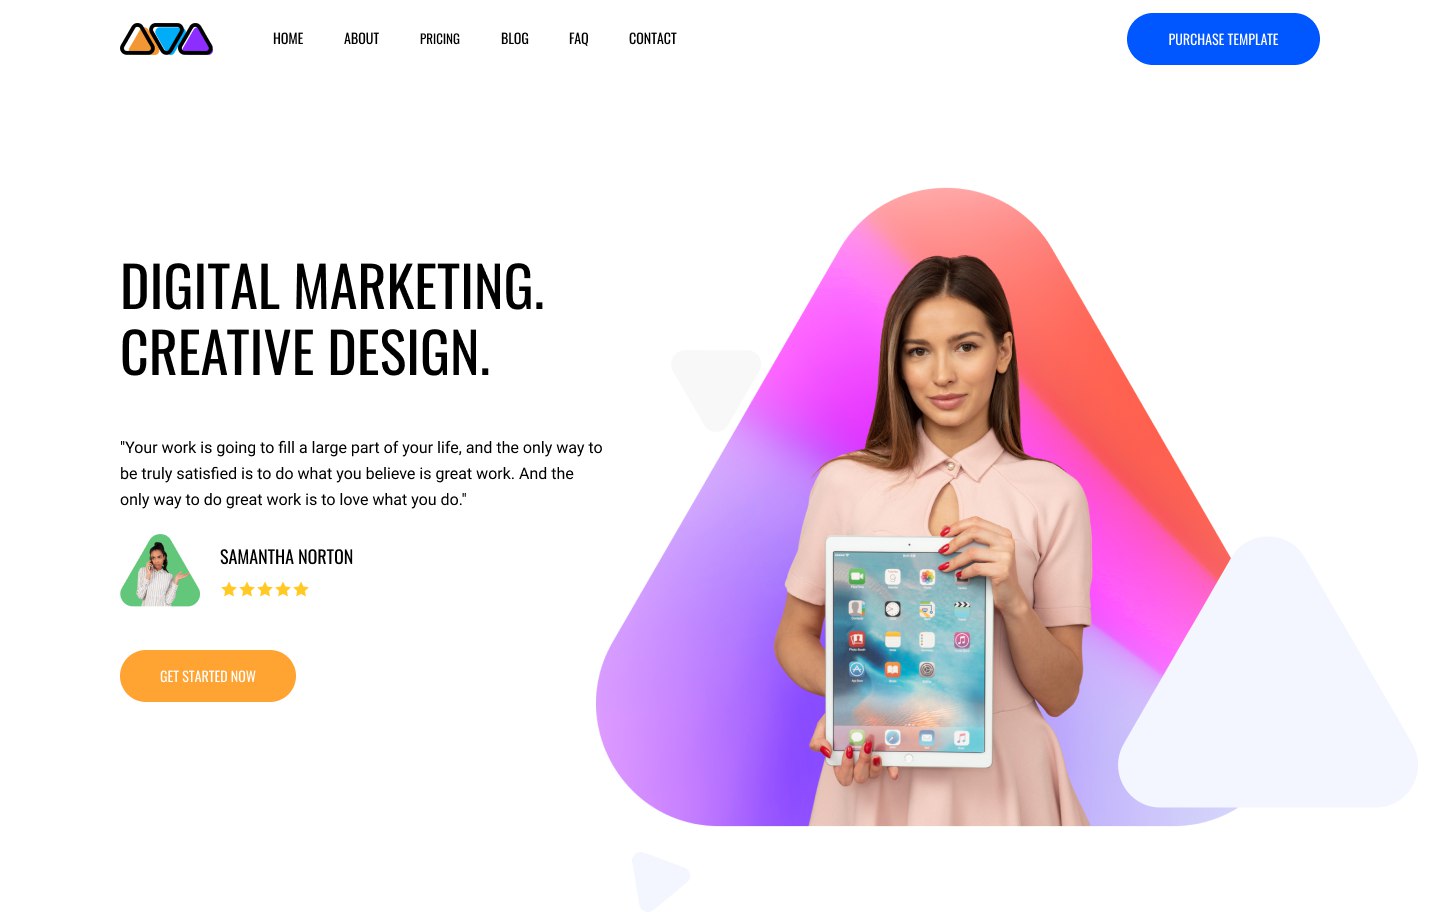 HOME ABOUT PRICING BLOG FAQ CONTACT PURCHASE TEMPLATE
DIGITAL MARKETING.
CREATIVE DESIGN.
"Your work is going to fill a large part of your life, and the only way to
be truly satisfied is to do what you believe is great work. And the
only way to do great work is to love what you do."
SAMANTHA NORTON
GET STARTED NOW